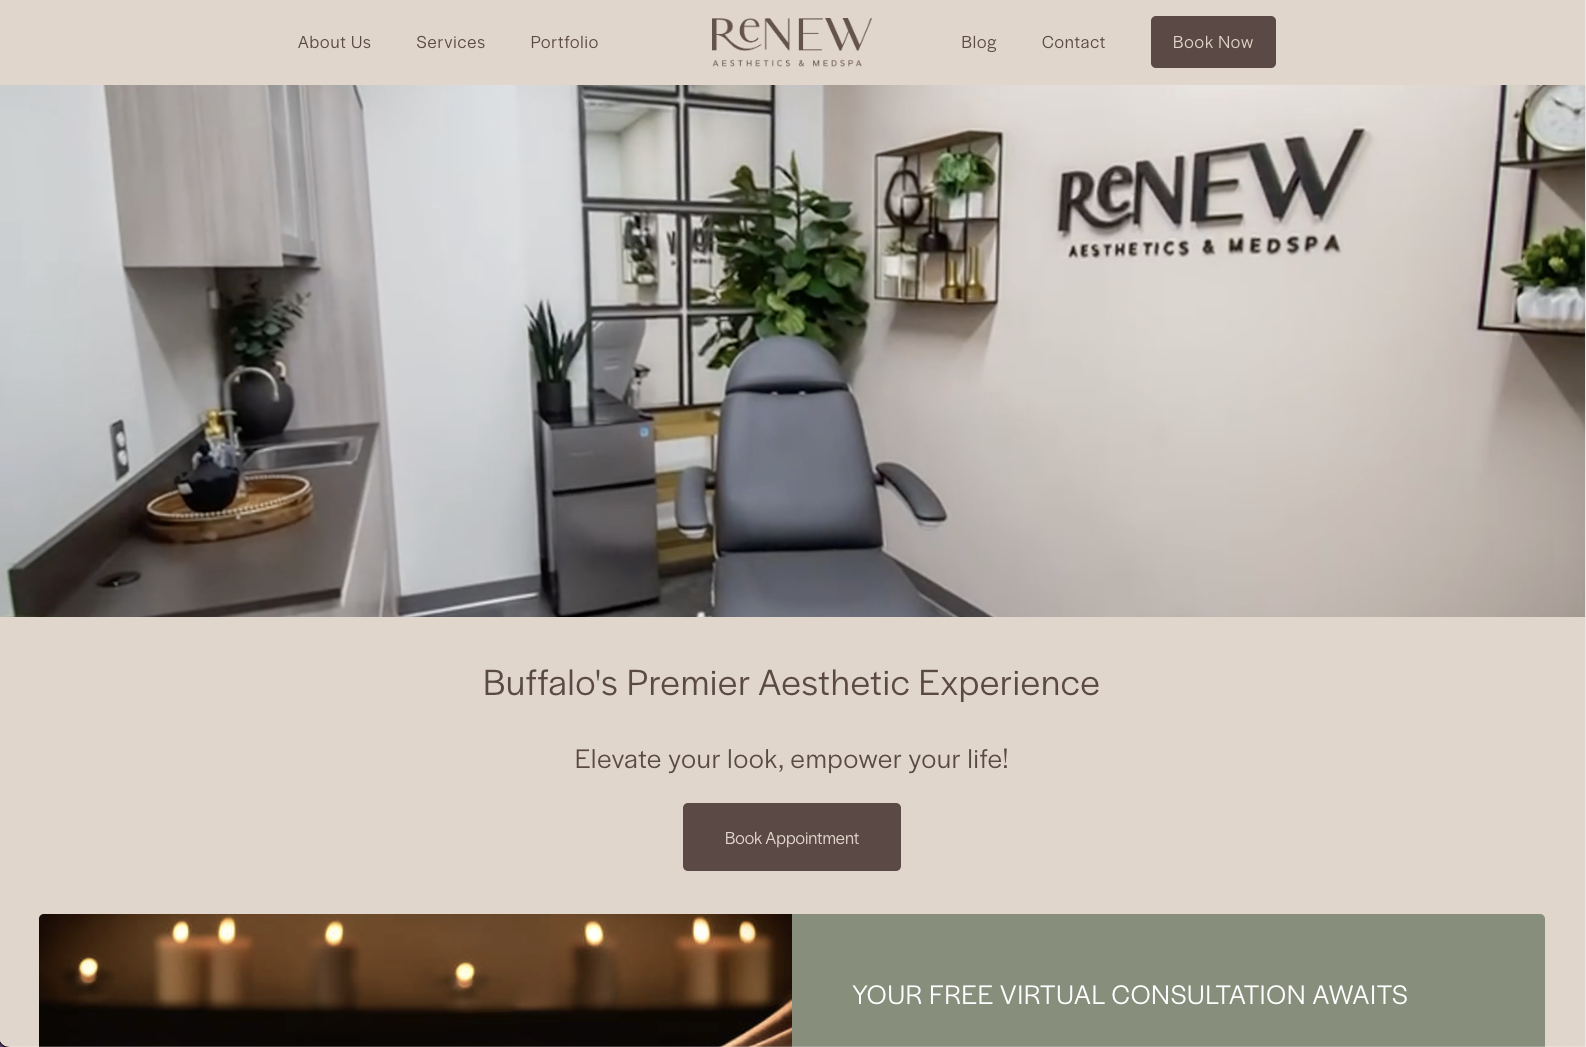 About Us
Services
Portfolio
ReNEW
AESTHETICS & MEDSPA
Blog
Contact
Book Now
ReNEW
AESTHETICS & MEDSPA
Buffalo's Premier Aesthetic Experience
Elevate your look, empower your life!
Book Appointment
YOUR FREE VIRTUAL CONSULTATION AWAITS